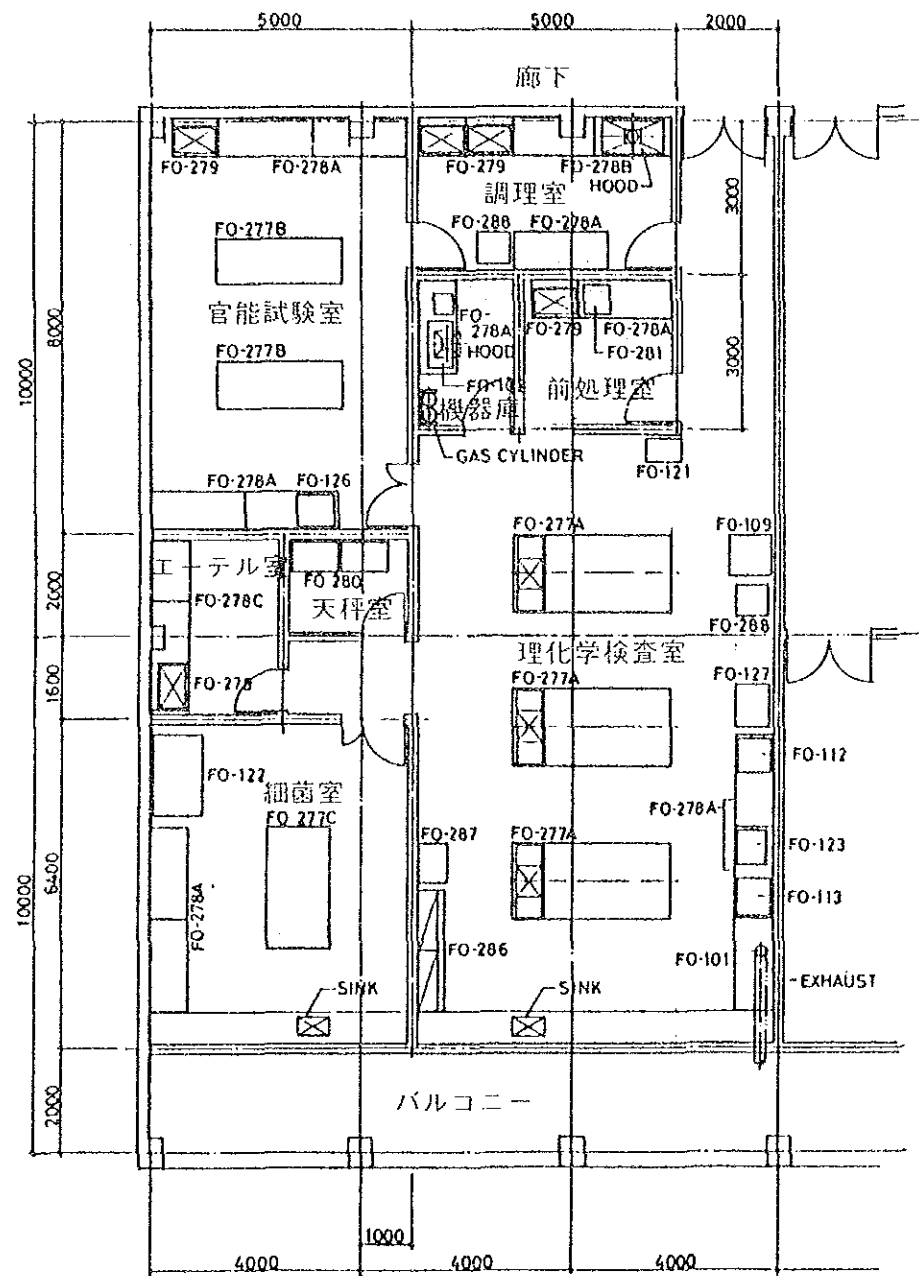 5000
5000
2000
廊下
FO-279
FO-278A
FO-279
FO-278B
HOOD
調理室
3000
FO-277B
FO-288
FO-278A
官能試験室
FO-278A
HOOD
FO-279
FO-278A
FO-281
8000
10000
3000
FO-277B
機器庫
前処理室
GAS CYLINDER
FO-121
FO-278A
FO-126
FO-277A
FO-109
エーテル室
FO-280
FO-278C
天秤室
2000
FO-288
理化学検査室
FO-277A
FO-127
1600
FO-122
FO-112
細菌室
FO-277C
FO-278A
FO-287
FO-277A
FO-123
FO-113
6400
10000
FO-278A
FO-286
FO-101
SINK
SINK
EXHAUST
2000
バルコニー
1000
4000
4000
4000